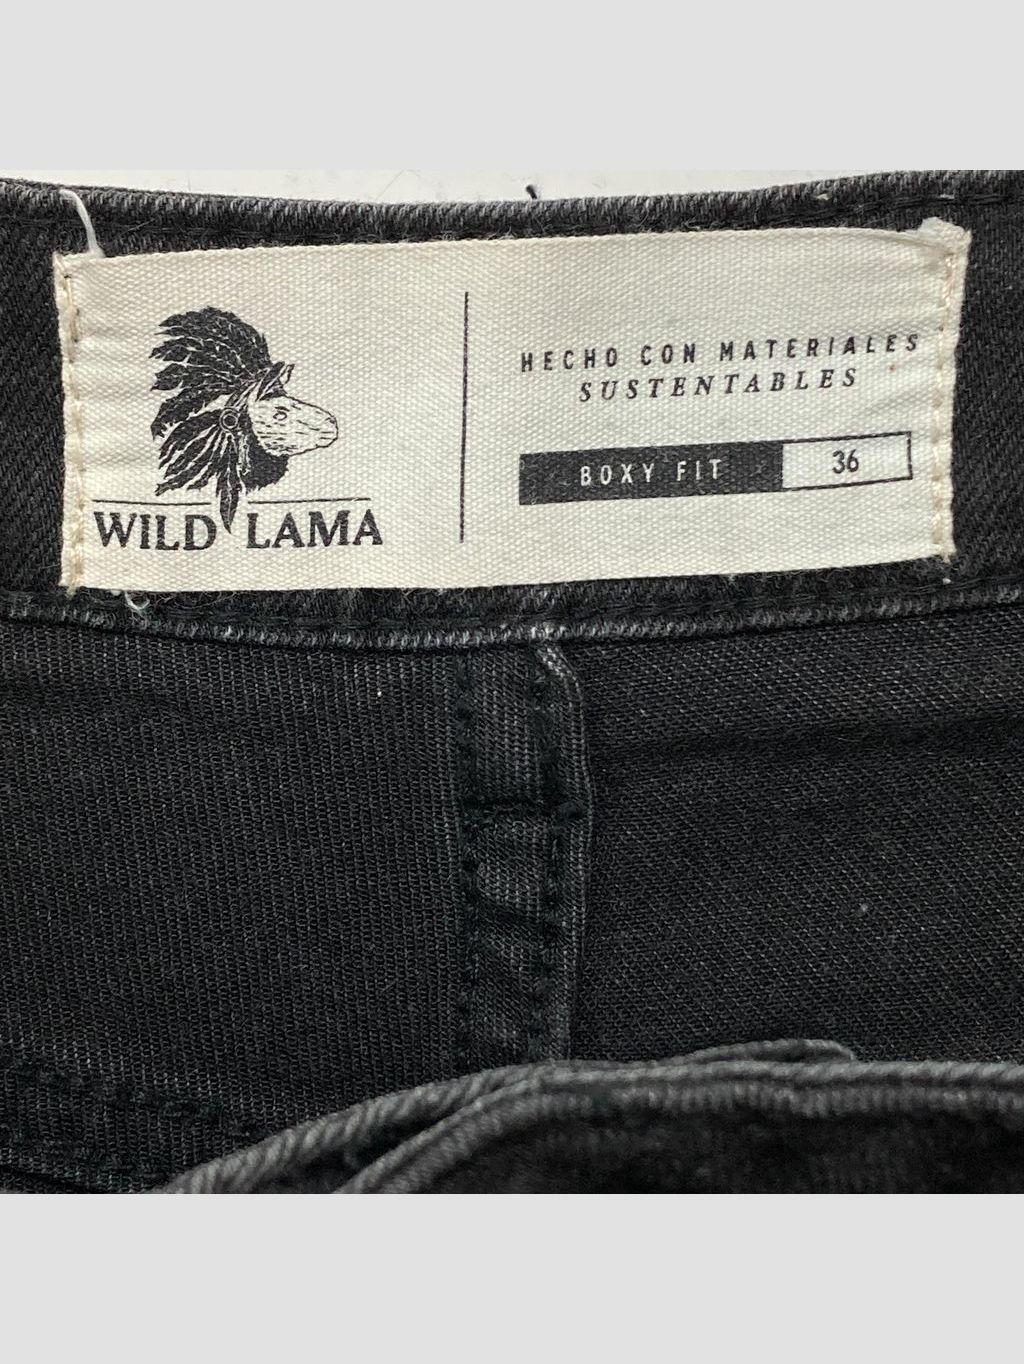 WILD LAMA
HECHO CON MATERIALES
SUSTENTABLES
BOXY FIT 36